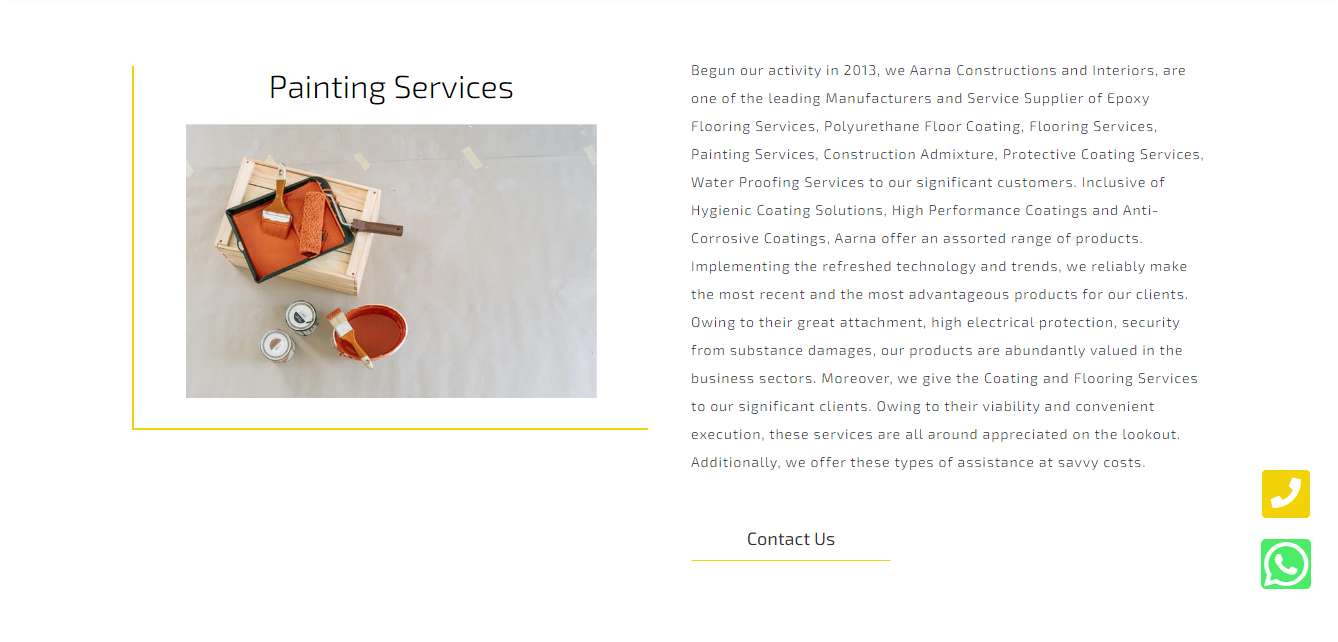 Painting Services
Begun our activity in 2013, we Aarna Constructions and Interiors, are
one of the leading Manufacturers and Service Supplier of Epoxy
Flooring Services, Polyurethane Floor Coating, Flooring Services,
Painting Services, Construction Admixture, Protective Coating Services,
Water Proofing Services to our significant customers. Inclusive of
Hygienic Coating Solutions, High Performance Coatings and Anti-
Corrosive Coatings, Aarna offer an assorted range of products.
Implementing the refreshed technology and trends, we reliably make
the most recent and the most advantageous products for our clients.
Owing to their great attachment, high electrical protection, security
from substance damages, our products are abundantly valued in the
business sectors. Moreover, we give the Coating and Flooring Services
to our significant clients. Owing to their viability and convenient
execution, these services are all around appreciated on the lookout.
Additionally, we offer these types of assistance at savvy costs.
Contact Us